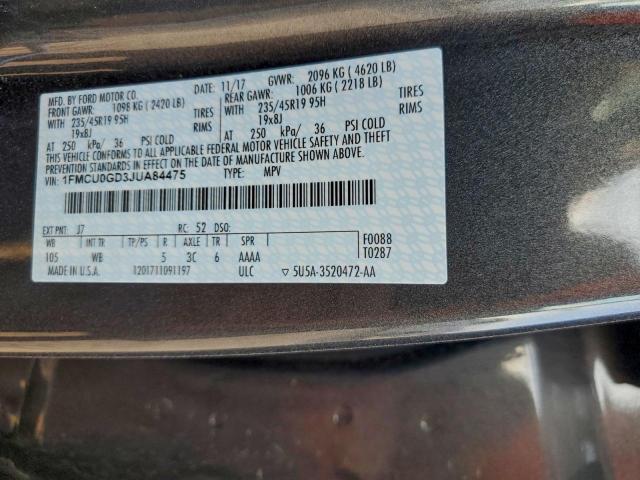 MFD. BY FORD MOTOR CO. DATE: 11/17 GVWR: 2096 KG ( 4620 LB)
FRONT GAWR: 1098 KG ( 2420 LB) REAR GAWR: 1006 KG ( 2218 LB)
WITH 235/45R19 95H TIRES WITH 235/45R19 95H TIRES
19x8J RIMS 19x8J RIMS
AT 250 kPa/ 36 PSI COLD AT 250 kPa/ 36 PSI COLD
THIS VEHICLE CONFORMS TO ALL APPLICABLE FEDERAL MOTOR VEHICLE SAFETY AND THEFT PREVENTION STANDARDS IN EFFECT ON THE DATE OF MANUFACTURE SHOWN ABOVE.
VIN: 1FMCU0GD3JUA84475 TYPE: MPV
EXT PNT: J7 RC: 52 DSO: F0088
WB INT TR TP/PS R AXLE TR SPR T0287
105 WB 5 3C 6 AAAA
MADE IN U.S.A. 1201711091197 ULC 5U5A-3520472-AA